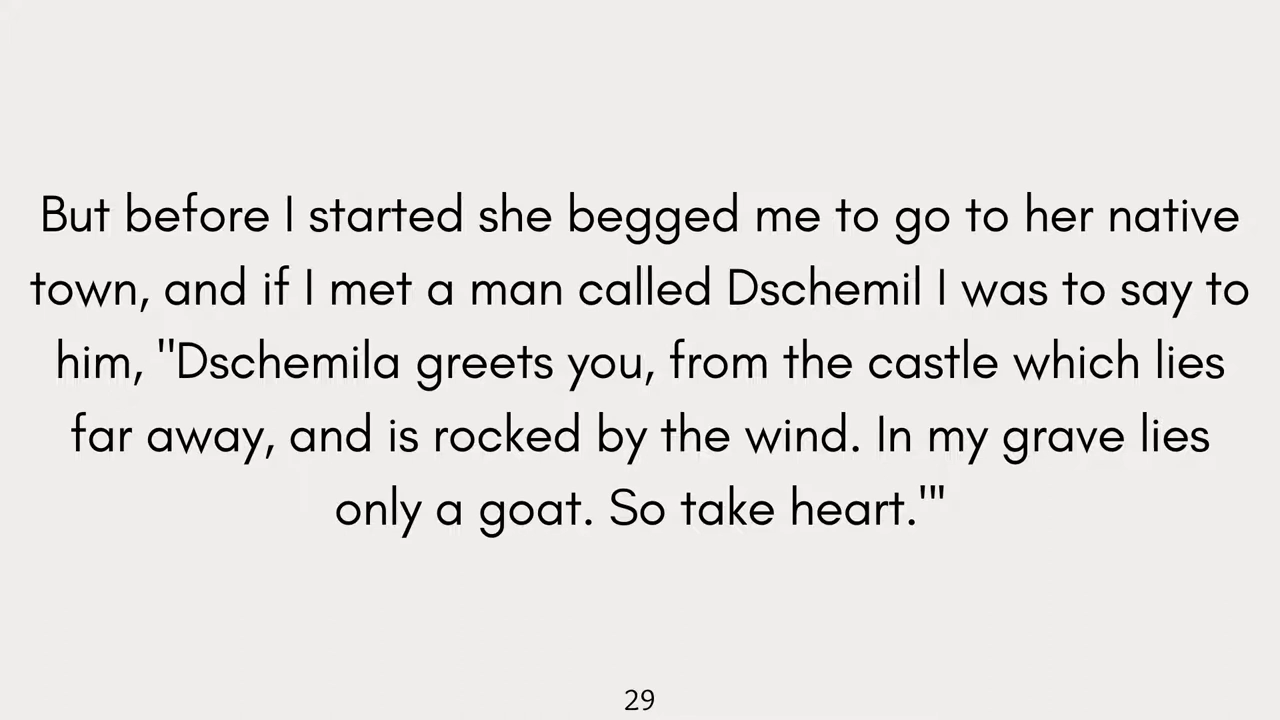 But before I started she begged me to go to her native
town, and if I met a man called Dschemil I was to say to
him, "Dschemila greets you, from the castle which lies
far away, and is rocked by the wind. In my grave lies
only a goat. So take heart.'"
29